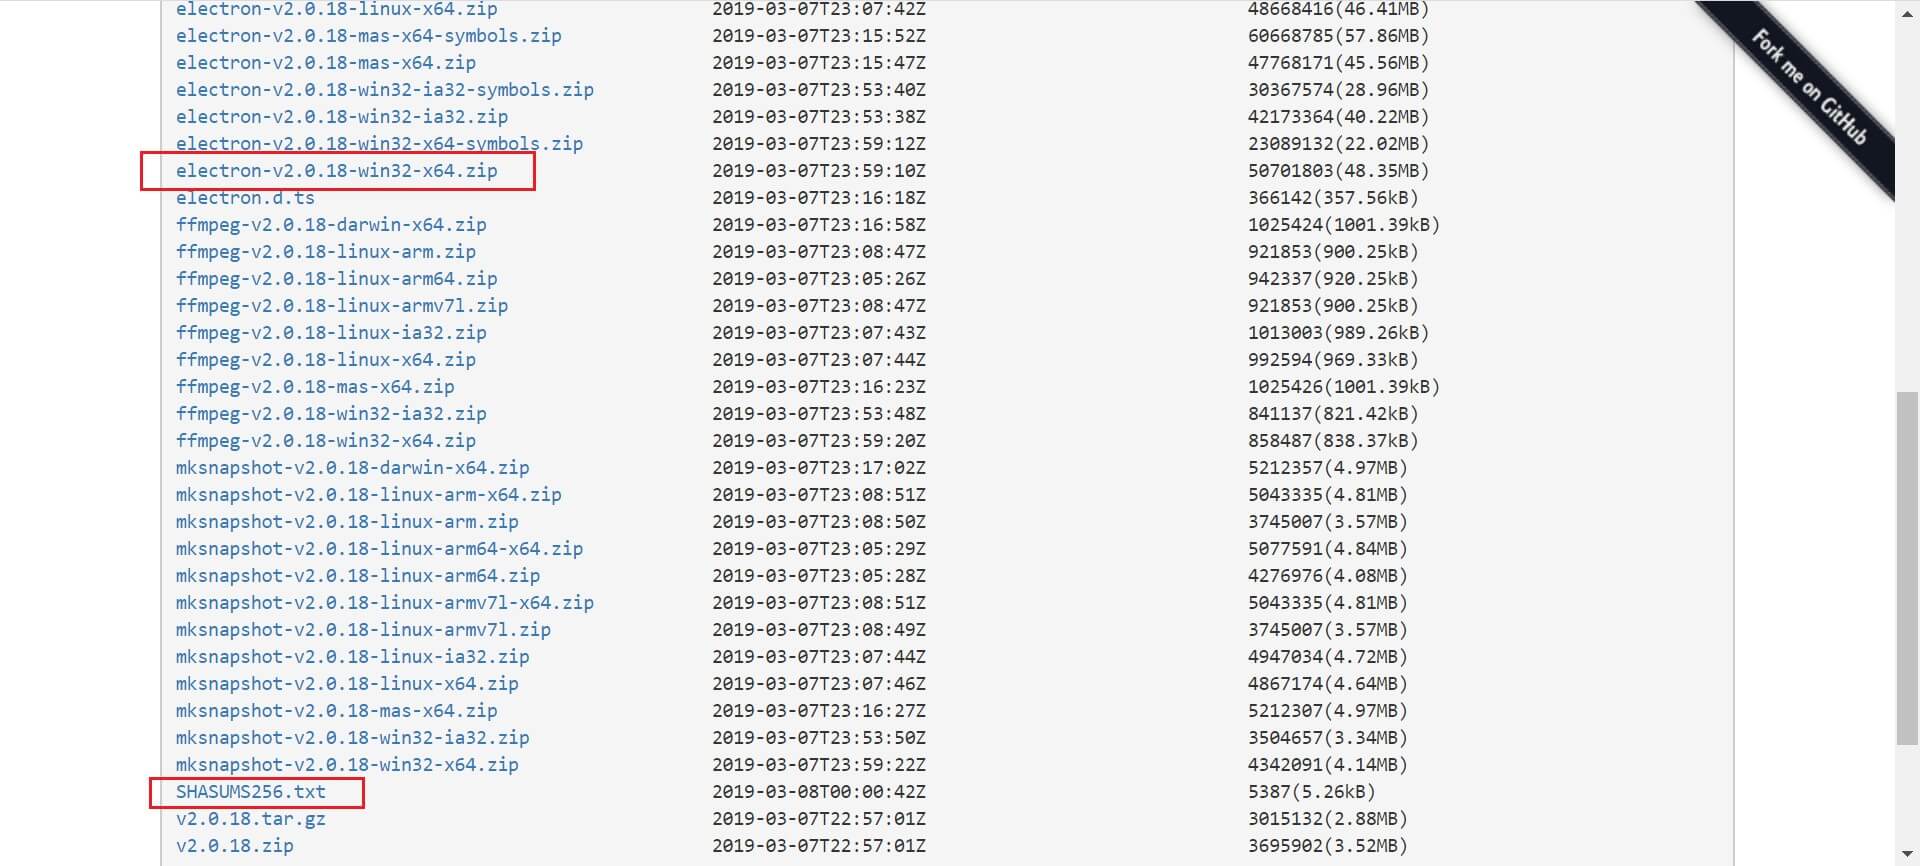 electron-v2.0.18-linux-x64.zip 2019-03-07T23:07:42Z 48668416(46.41MB)
electron-v2.0.18-mas-x64-symbols.zip 2019-03-07T23:15:52Z 60668785(57.86MB)
electron-v2.0.18-mas-x64.zip 2019-03-07T23:15:47Z 47768171(45.56MB)
electron-v2.0.18-win32-ia32-symbols.zip 2019-03-07T23:53:40Z 30367574(28.96MB)
electron-v2.0.18-win32-ia32.zip 2019-03-07T23:53:38Z 42173364(40.22MB)
electron-v2.0.18-win32-x64-symbols.zip 2019-03-07T23:59:12Z 23089132(22.02MB)
electron-v2.0.18-win32-x64.zip 2019-03-07T23:59:10Z 50701803(48.35MB)
electron.d.ts 2019-03-07T23:16:18Z 366142(357.56kB)
ffmpeg-v2.0.18-darwin-x64.zip 2019-03-07T23:16:58Z 1025424(1001.39kB)
ffmpeg-v2.0.18-linux-arm.zip 2019-03-07T23:08:47Z 921853(900.25kB)
ffmpeg-v2.0.18-linux-arm64.zip 2019-03-07T23:05:26Z 942337(920.25kB)
ffmpeg-v2.0.18-linux-armv7l.zip 2019-03-07T23:08:47Z 921853(900.25kB)
ffmpeg-v2.0.18-linux-ia32.zip 2019-03-07T23:07:43Z 1013003(989.26kB)
ffmpeg-v2.0.18-linux-x64.zip 2019-03-07T23:07:44Z 992594(969.33kB)
ffmpeg-v2.0.18-mas-x64.zip 2019-03-07T23:16:23Z 1025426(1001.39kB)
ffmpeg-v2.0.18-win32-ia32.zip 2019-03-07T23:53:48Z 841137(821.42kB)
ffmpeg-v2.0.18-win32-x64.zip 2019-03-07T23:59:20Z 858487(838.37kB)
mksnapshot-v2.0.18-darwin-x64.zip 2019-03-07T23:17:02Z 5212357(4.97MB)
mksnapshot-v2.0.18-linux-arm-x64.zip 2019-03-07T23:08:51Z 5043335(4.81MB)
mksnapshot-v2.0.18-linux-arm.zip 2019-03-07T23:08:50Z 3745007(3.57MB)
mksnapshot-v2.0.18-linux-arm64-x64.zip 2019-03-07T23:05:29Z 5077591(4.84MB)
mksnapshot-v2.0.18-linux-arm64.zip 2019-03-07T23:05:28Z 4276976(4.08MB)
mksnapshot-v2.0.18-linux-armv7l-x64.zip 2019-03-07T23:08:51Z 5043335(4.81MB)
mksnapshot-v2.0.18-linux-armv7l.zip 2019-03-07T23:08:49Z 3745007(3.57MB)
mksnapshot-v2.0.18-linux-ia32.zip 2019-03-07T23:07:44Z 4947034(4.72MB)
mksnapshot-v2.0.18-linux-x64.zip 2019-03-07T23:07:46Z 4867174(4.64MB)
mksnapshot-v2.0.18-mas-x64.zip 2019-03-07T23:16:27Z 5212307(4.97MB)
mksnapshot-v2.0.18-win32-ia32.zip 2019-03-07T23:53:50Z 3504657(3.34MB)
mksnapshot-v2.0.18-win32-x64.zip 2019-03-07T23:59:22Z 4342091(4.14MB)
SHASUMS256.txt 2019-03-08T00:00:42Z 5387(5.26kB)
v2.0.18.tar.gz 2019-03-07T22:57:01Z 3015132(2.88MB)
v2.0.18.zip 2019-03-07T22:57:01Z 3695902(3.52MB)
Fork me on GitHub